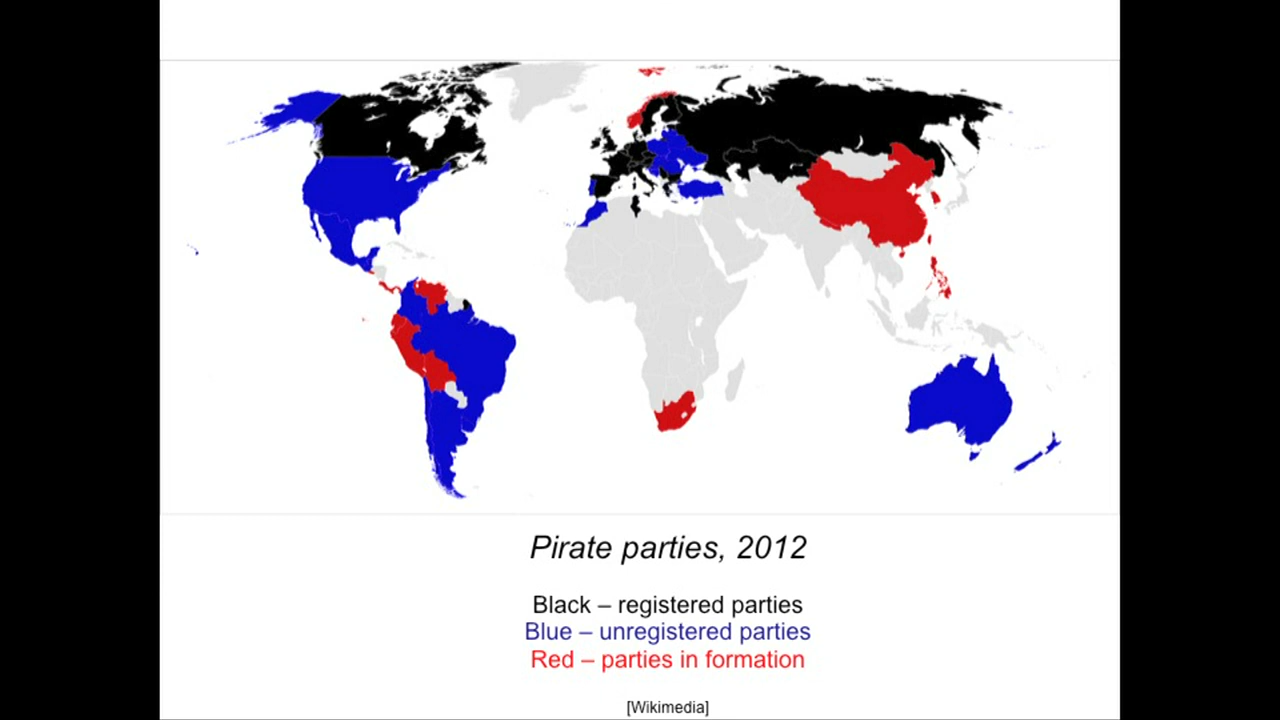 Pirate parties, 2012
Black – registered parties
Blue – unregistered parties
Red – parties in formation
[Wikimedia]